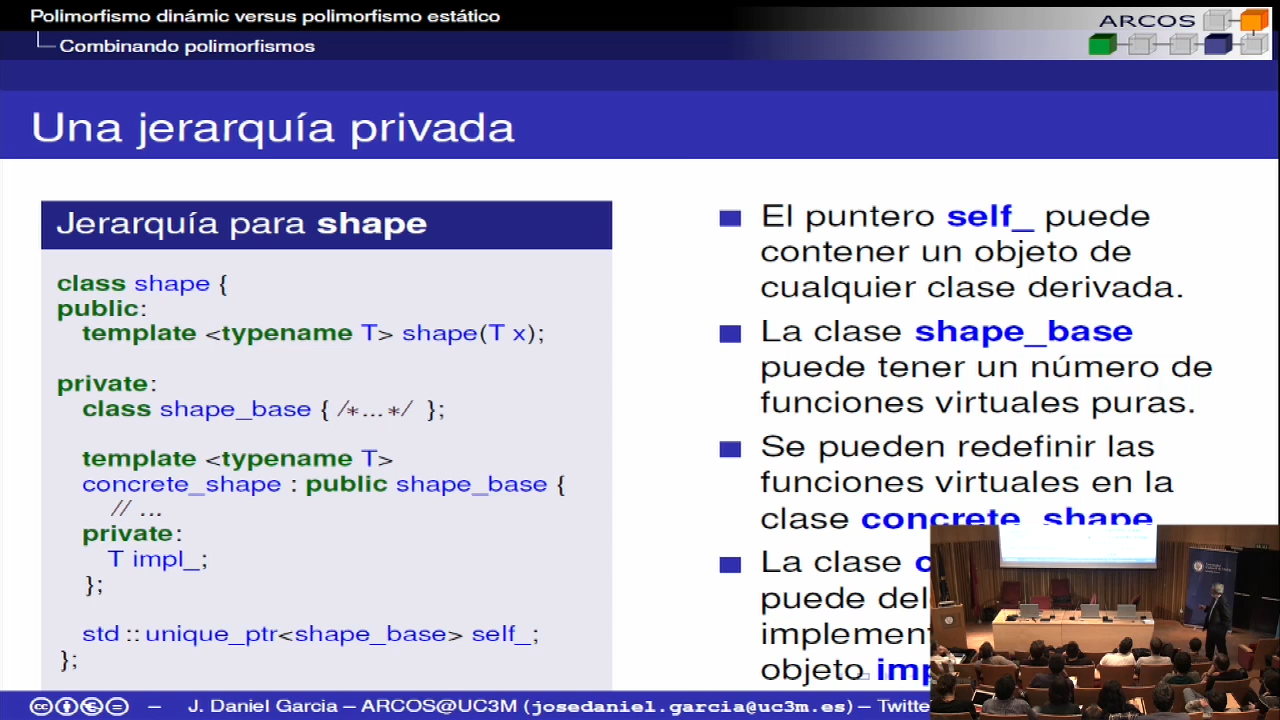 Polimorfismo dinámic versus polimorfismo estático
Combinando polimorfismos
ARCOS
Una jerarquía privada
Jerarquía para shape
class shape {
public:
template <typename T> shape(T x);
private:
class shape_base { /*...*/ };
template <typename T>
concrete_shape : public shape_base {
// ...
private:
T impl_;
};
std :: unique_ptr<shape_base> self_;
};
El puntero self_ puede
contener un objeto de
cualquier clase derivada.
La clase shape_base
puede tener un número de
funciones virtuales puras.
Se pueden redefinir las
funciones virtuales en la
clase concrete_shape
La clase
puede
objeto
– J. Daniel Garcia – ARCOS@UC3M (josedaniel.garcia@uc3m.es) –